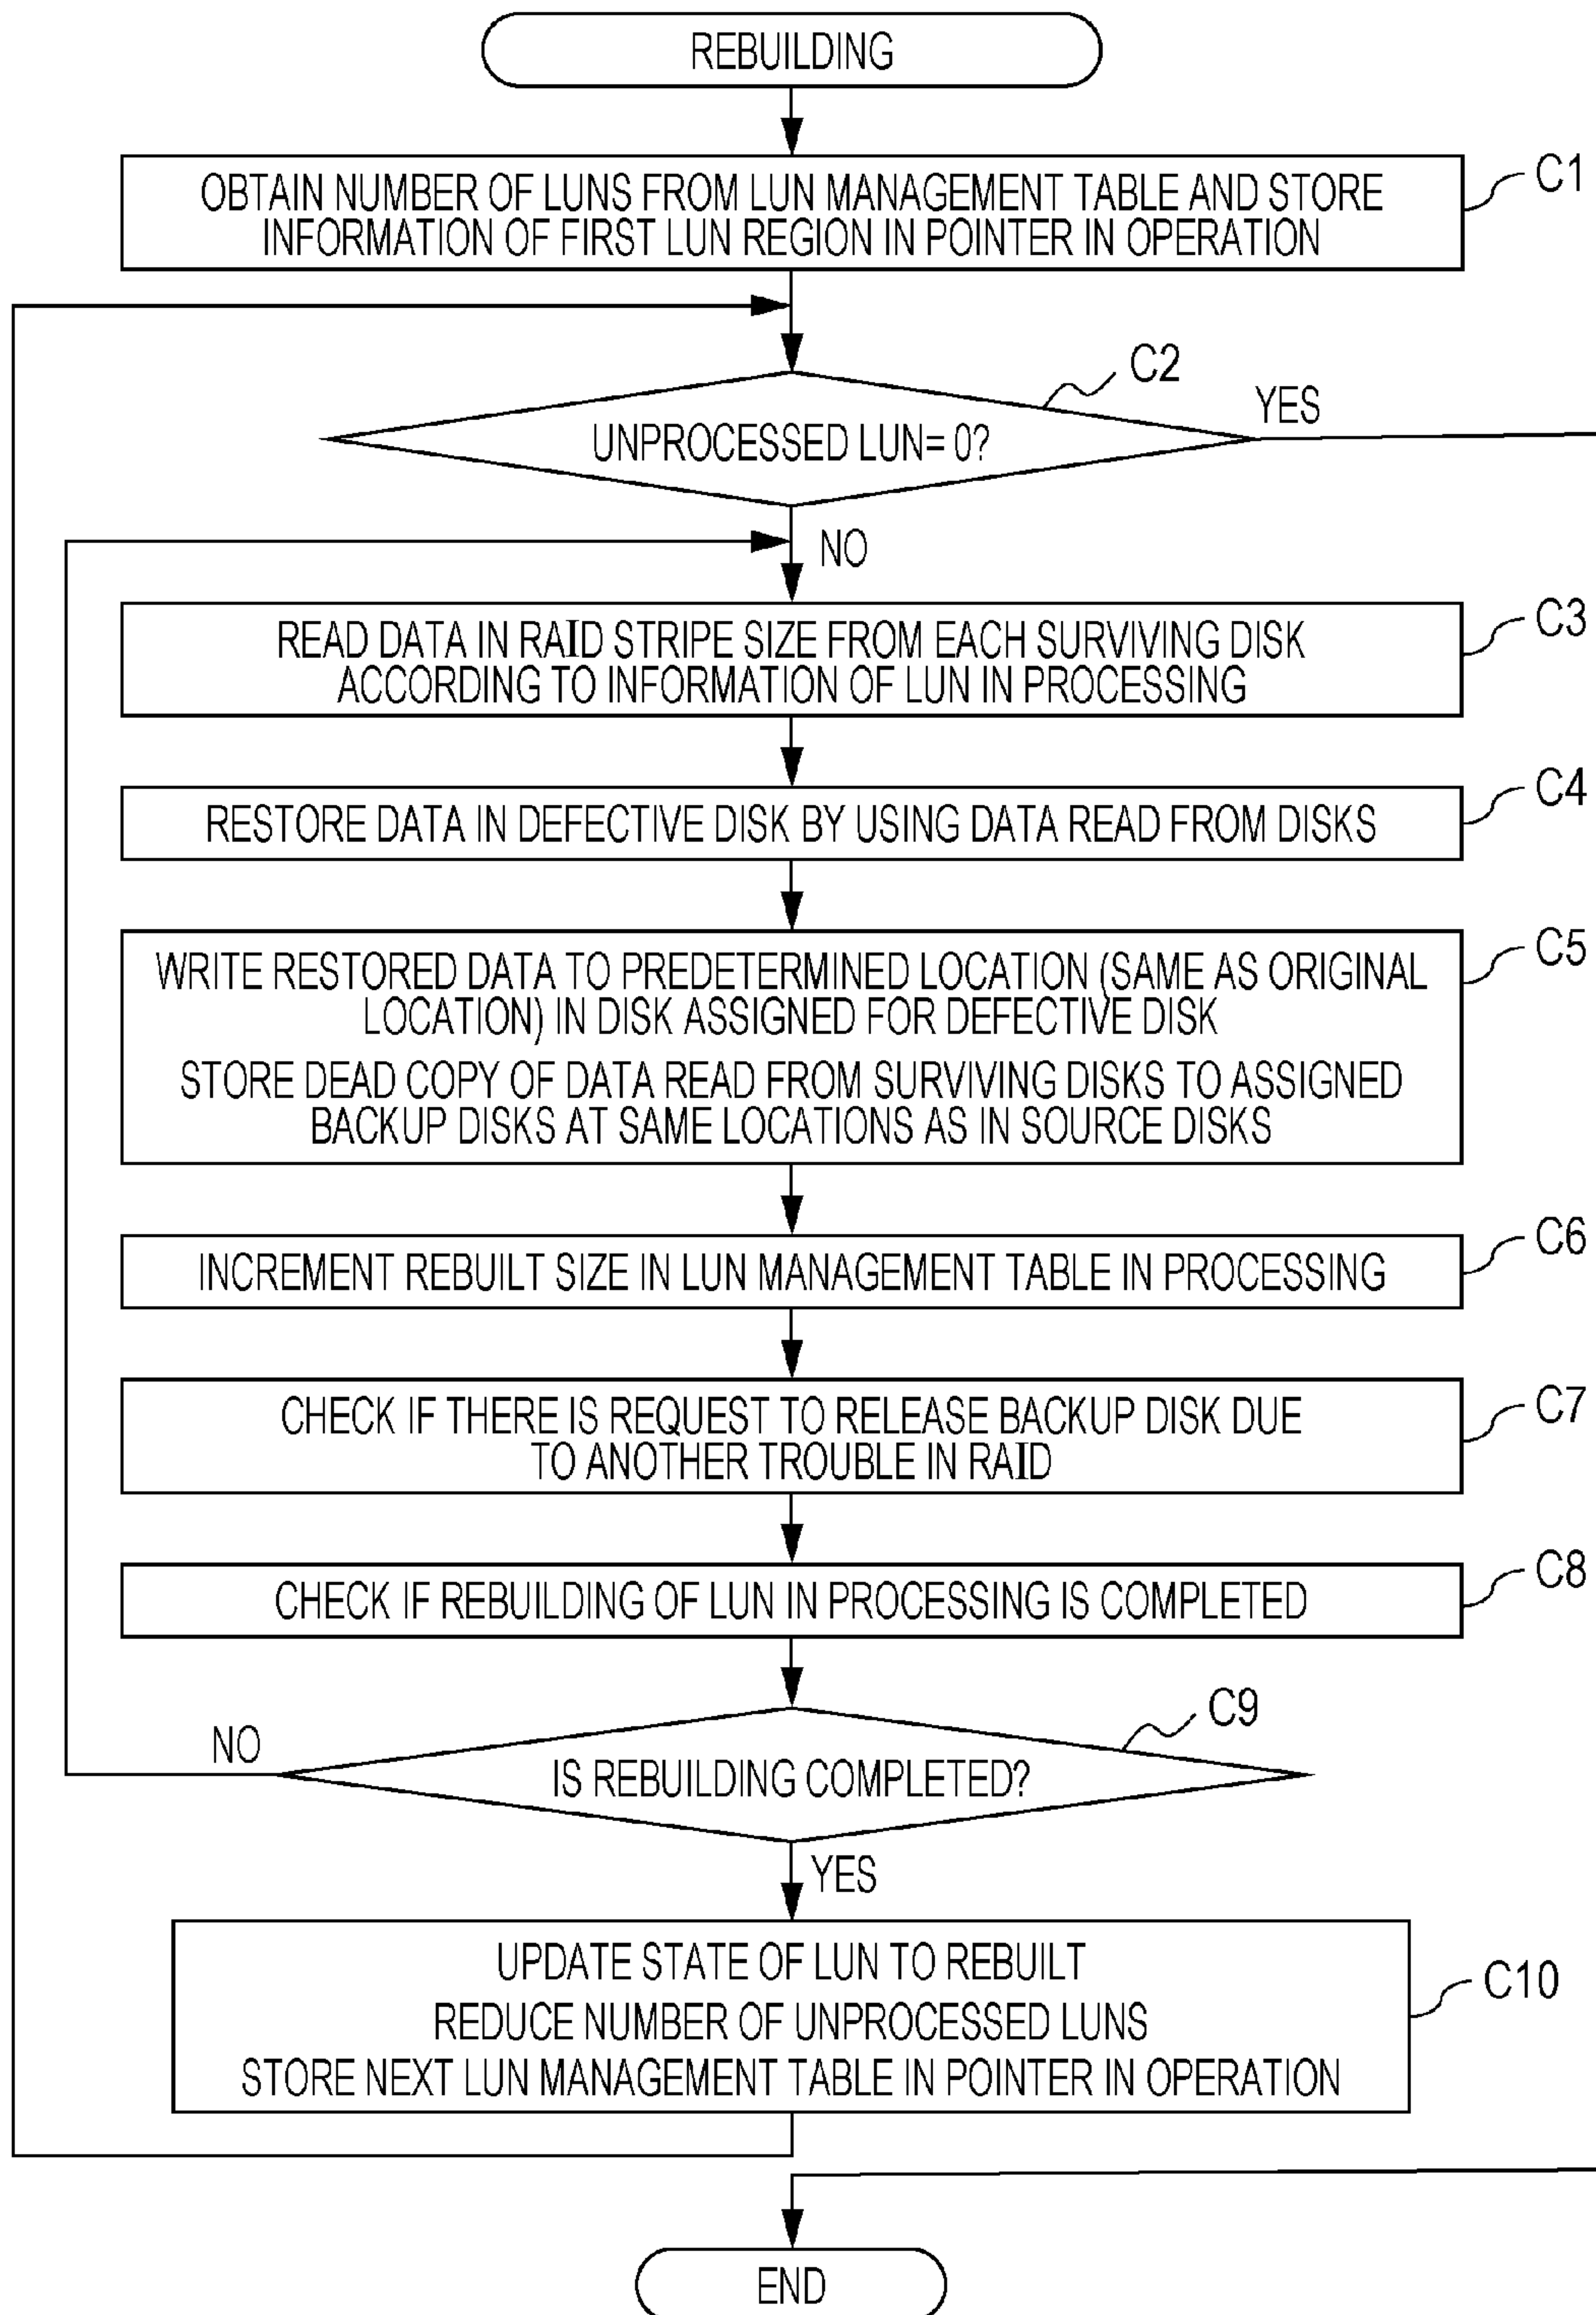 REBUILDING
C1
OBTAIN NUMBER OF LUNS FROM LUN MANAGEMENT TABLE AND STORE
INFORMATION OF FIRST LUN REGION IN POINTER IN OPERATION
C2
YES
UNPROCESSED LUN= 0?
NO
C3
READ DATA IN RAID STRIPE SIZE FROM EACH SURVIVING DISK
ACCORDING TO INFORMATION OF LUN IN PROCESSING
C4
RESTORE DATA IN DEFECTIVE DISK BY USING DATA READ FROM DISKS
C5
WRITE RESTORED DATA TO PREDETERMINED LOCATION (SAME AS ORIGINAL
LOCATION) IN DISK ASSIGNED FOR DEFECTIVE DISK
STORE DEAD COPY OF DATA READ FROM SURVIVING DISKS TO ASSIGNED
BACKUP DISKS AT SAME LOCATIONS AS IN SOURCE DISKS
C6
INCREMENT REBUILT SIZE IN LUN MANAGEMENT TABLE IN PROCESSING
C7
CHECK IF THERE IS REQUEST TO RELEASE BACKUP DISK DUE
TO ANOTHER TROUBLE IN RAID
C8
CHECK IF REBUILDING OF LUN IN PROCESSING IS COMPLETED
C9
NO
IS REBUILDING COMPLETED?
YES
UPDATE STATE OF LUN TO REBUILT
C10
REDUCE NUMBER OF UNPROCESSED LUNS
STORE NEXT LUN MANAGEMENT TABLE IN POINTER IN OPERATION
END